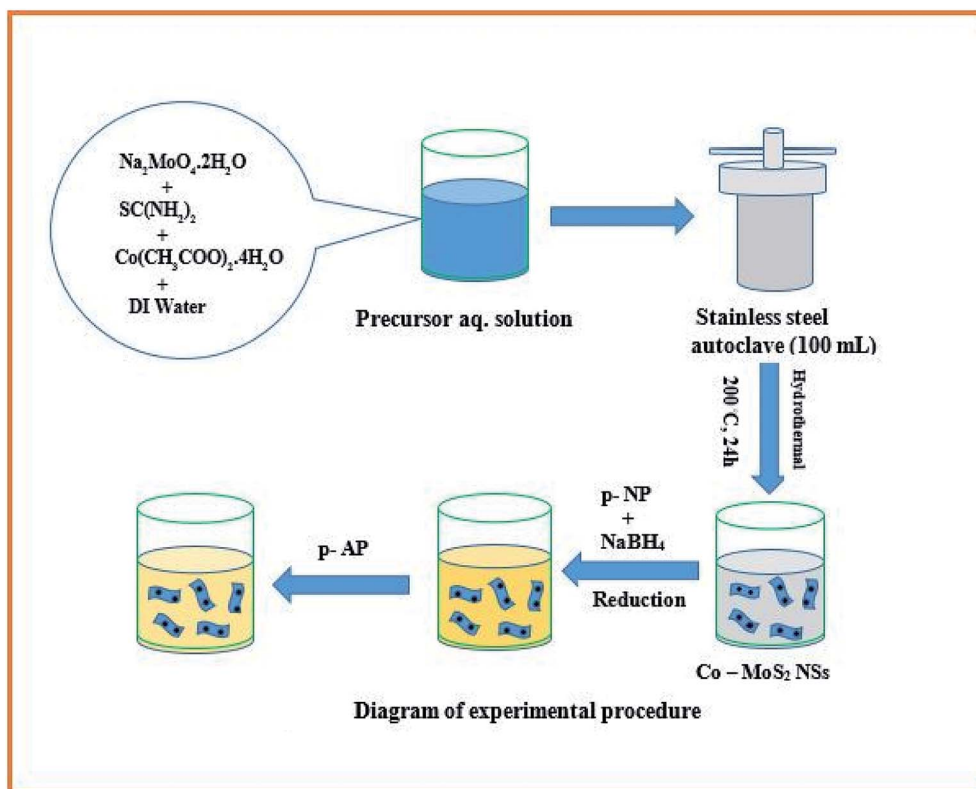 Na₂MoO₄.2H₂O
+
SC(NH₂)₂
+
Co(CH₃COO)₂.4H₂O
+
DI Water
Precursor aq. solution
Stainless steel
autoclave (100 mL)
Hydrothermal
200°C, 24h
p- NP
+
NaBH₄
Reduction
p- AP
Co – MoS₂ NSs
Diagram of experimental procedure